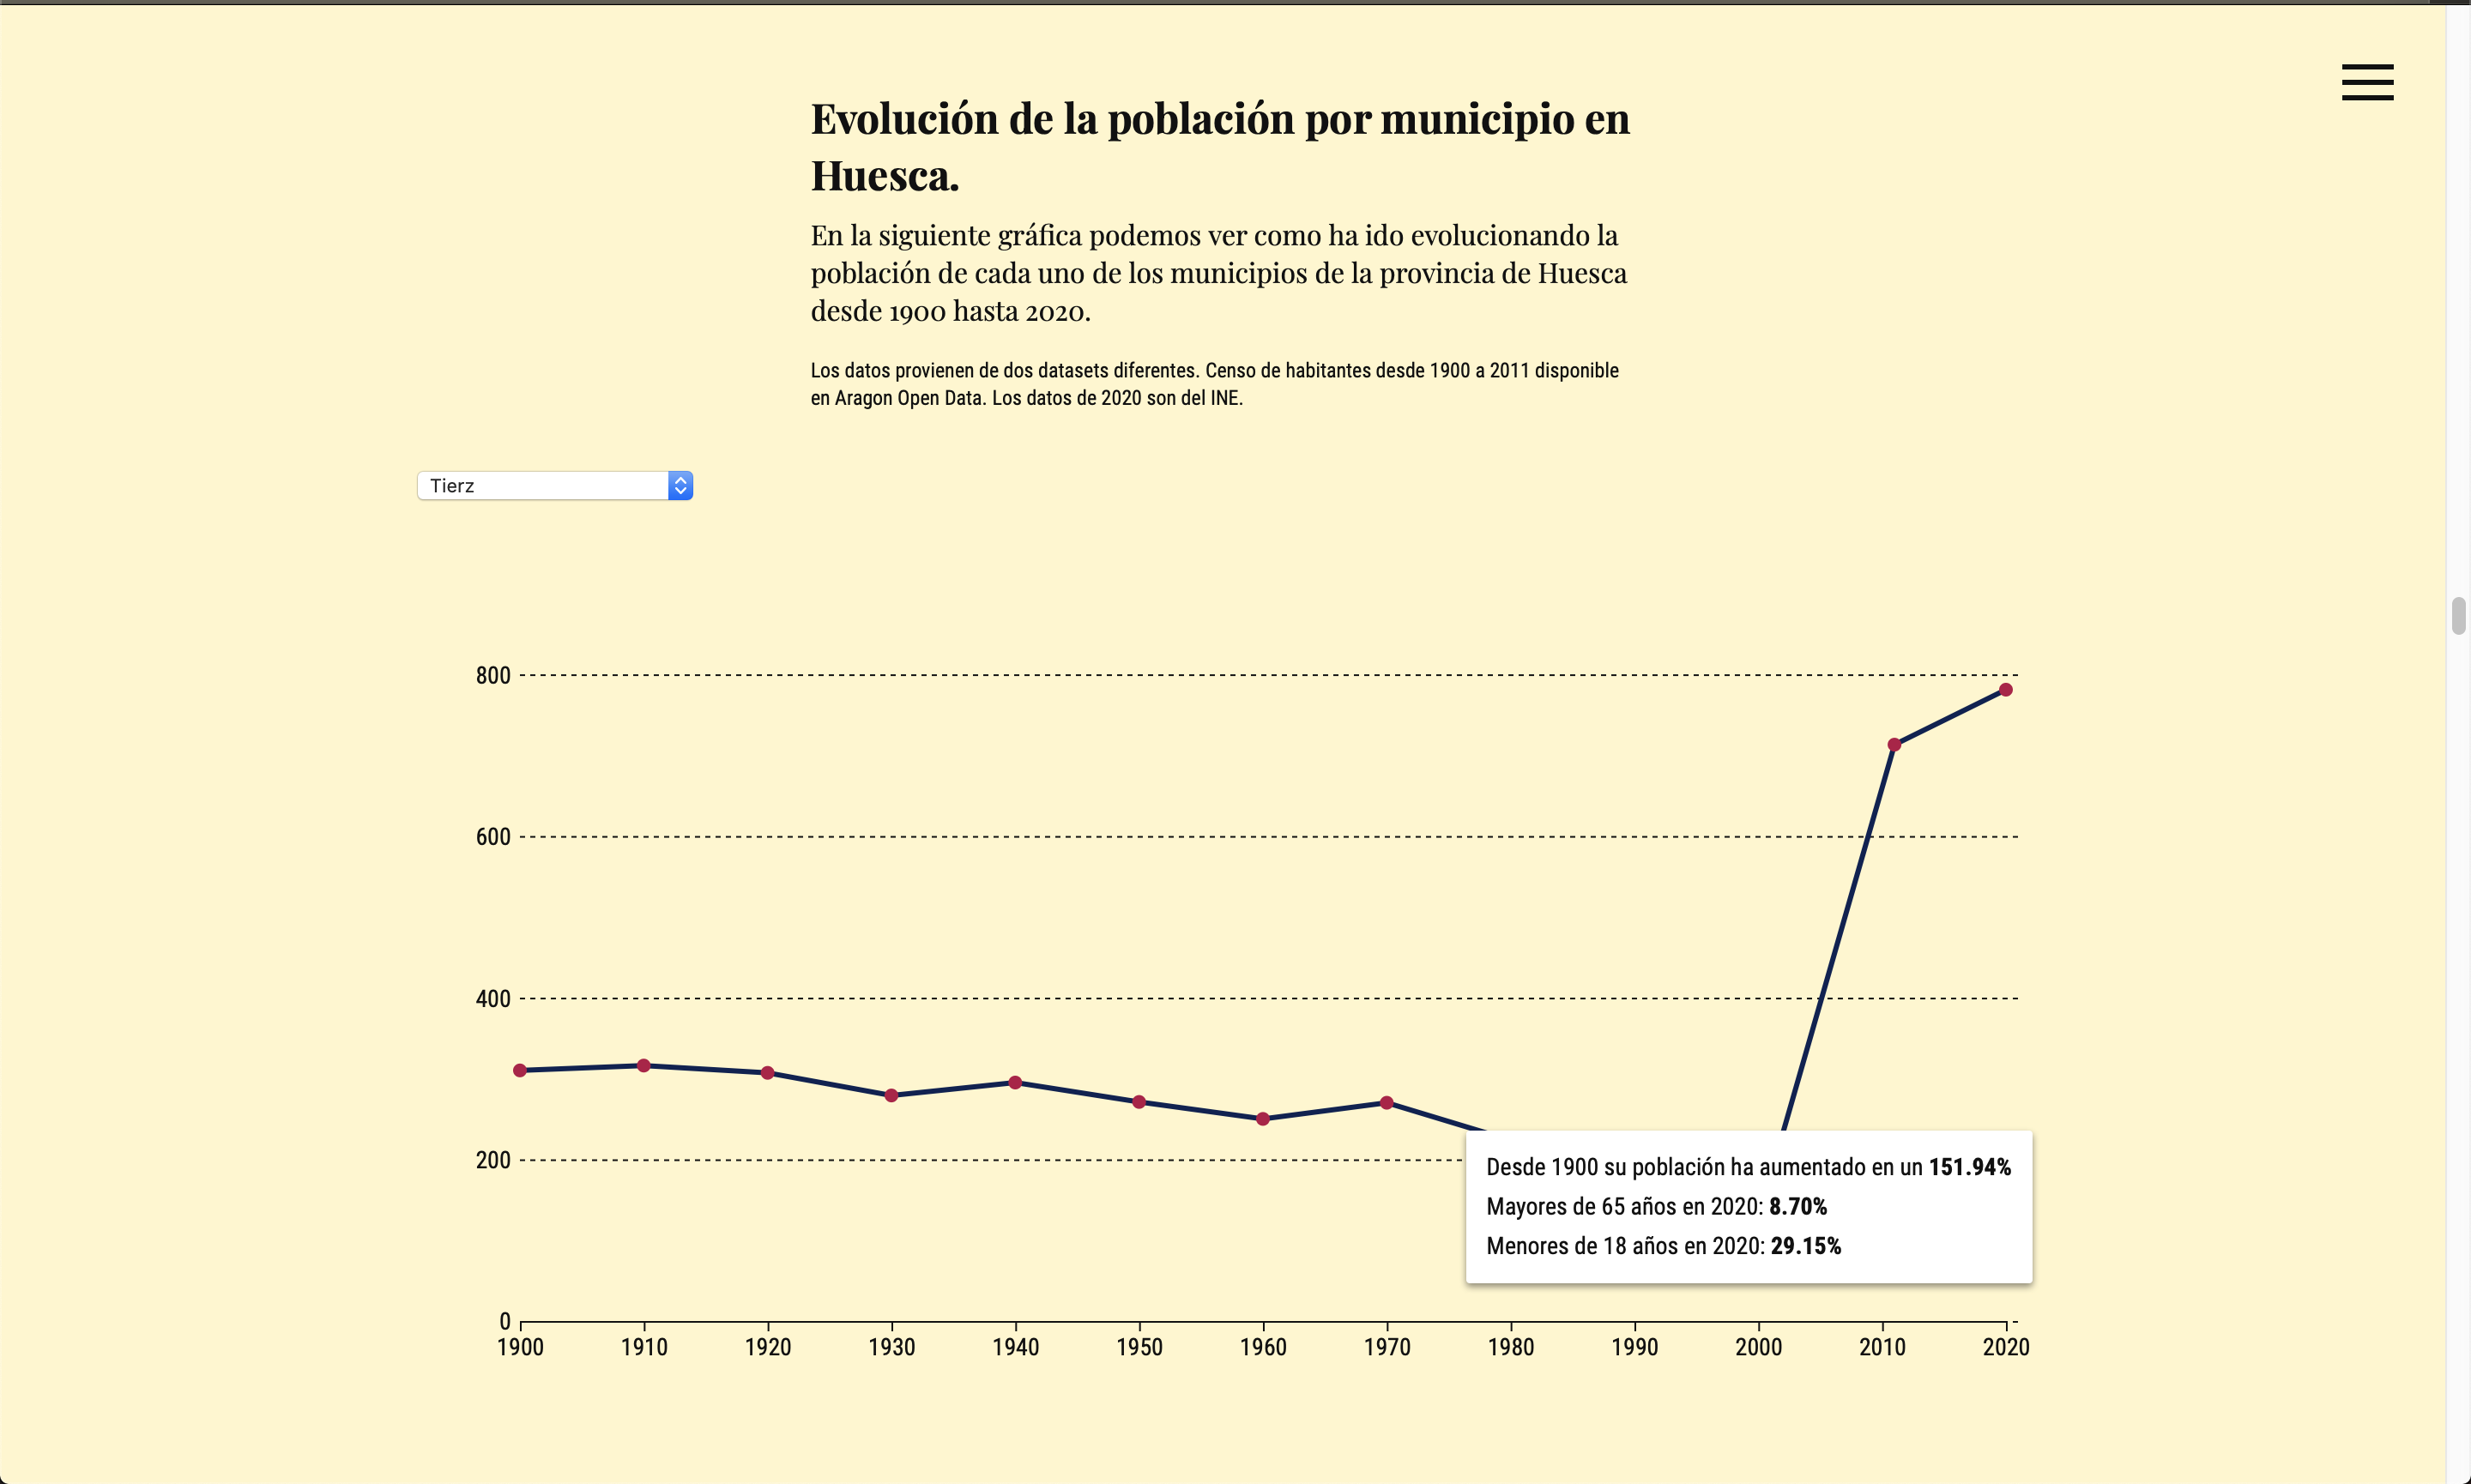 Evolución de la población por municipio en
Huesca.
En la siguiente gráfica podemos ver como ha ido evolucionando la
población de cada uno de los municipios de la provincia de Huesca
desde 1900 hasta 2020.
Los datos provienen de dos datasets diferentes. Censo de habitantes desde 1900 a 2011 disponible
en Aragon Open Data. Los datos de 2020 son del INE.
Tierz
800
600
400
200
Desde 1900 su población ha aumentado en un 151.94%
Mayores de 65 años en 2020: 8.70%
Menores de 18 años en 2020: 29.15%
0
1900 1910 1920 1930 1940 1950 1960 1970 1980 1990 2000 2010 2020